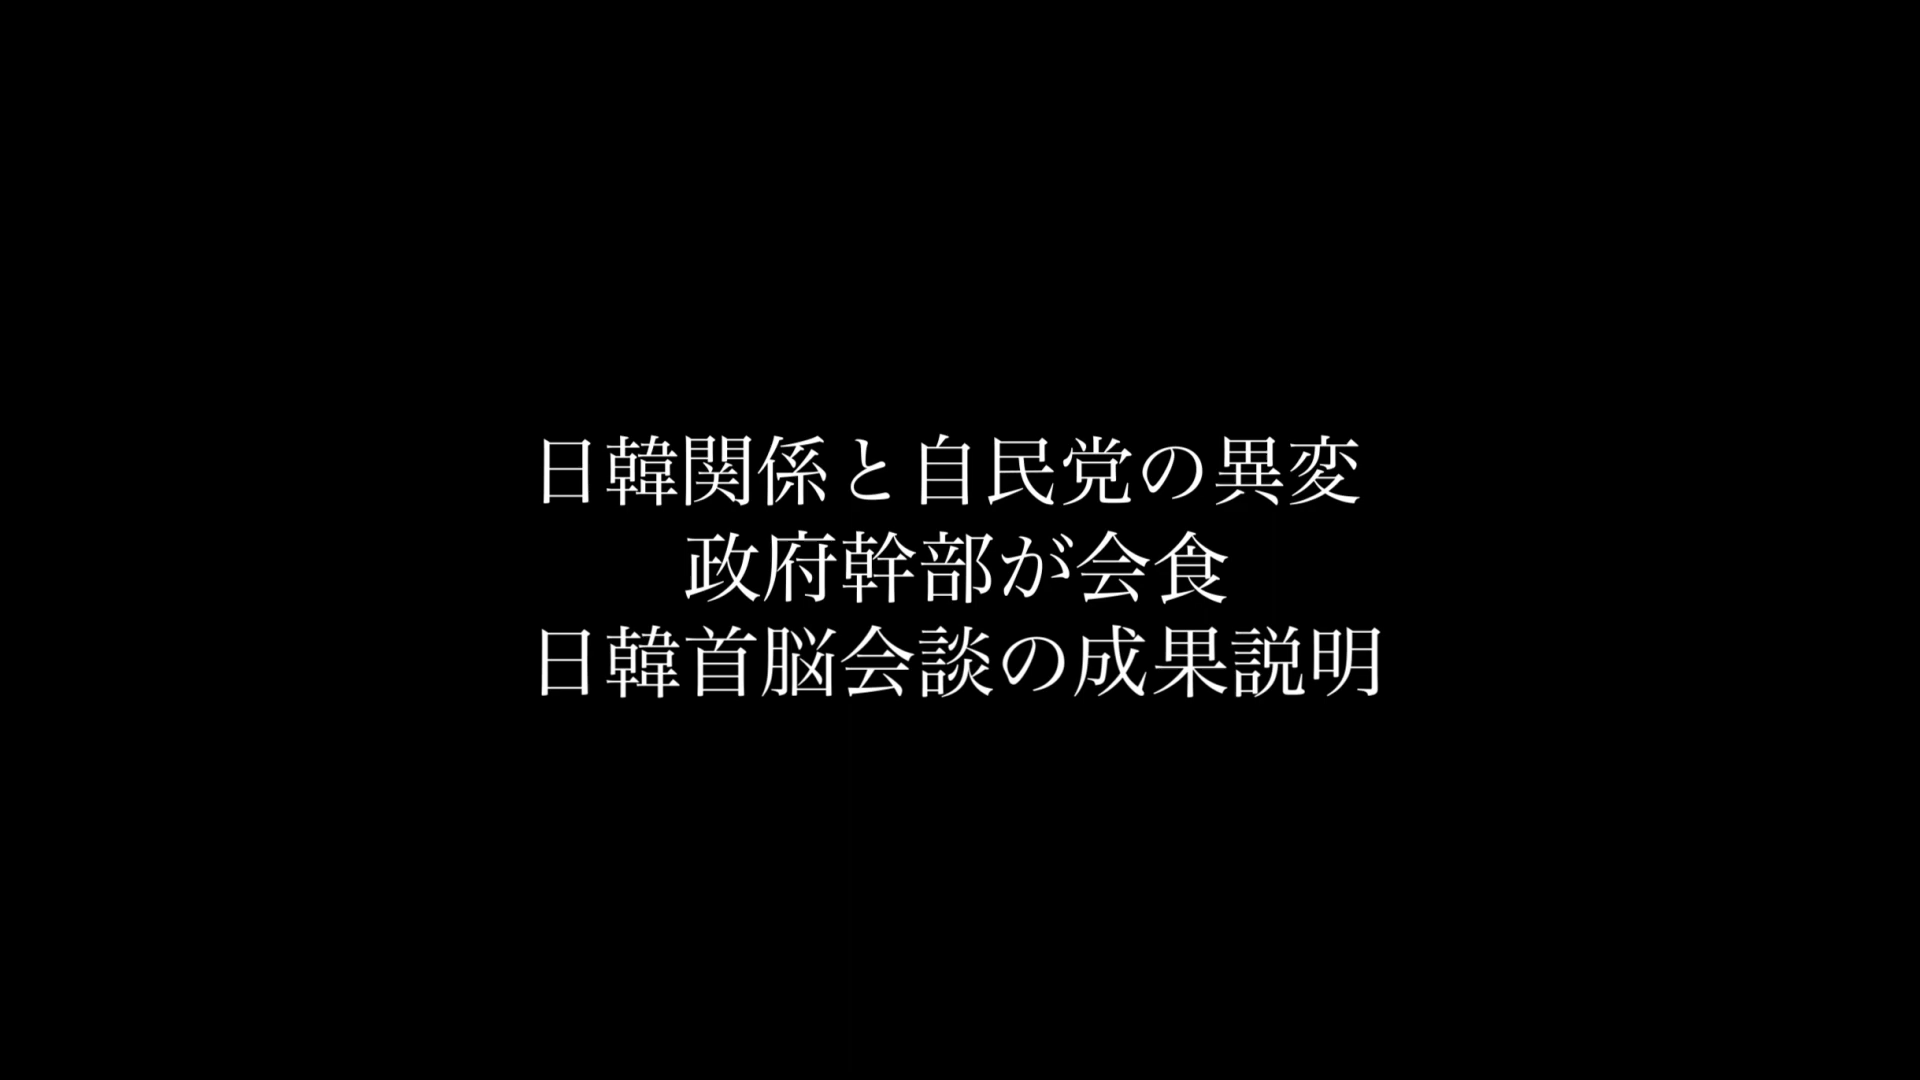 日韓関係と自民党の異変
政府幹部が会食
日韓首脳会談の成果説明